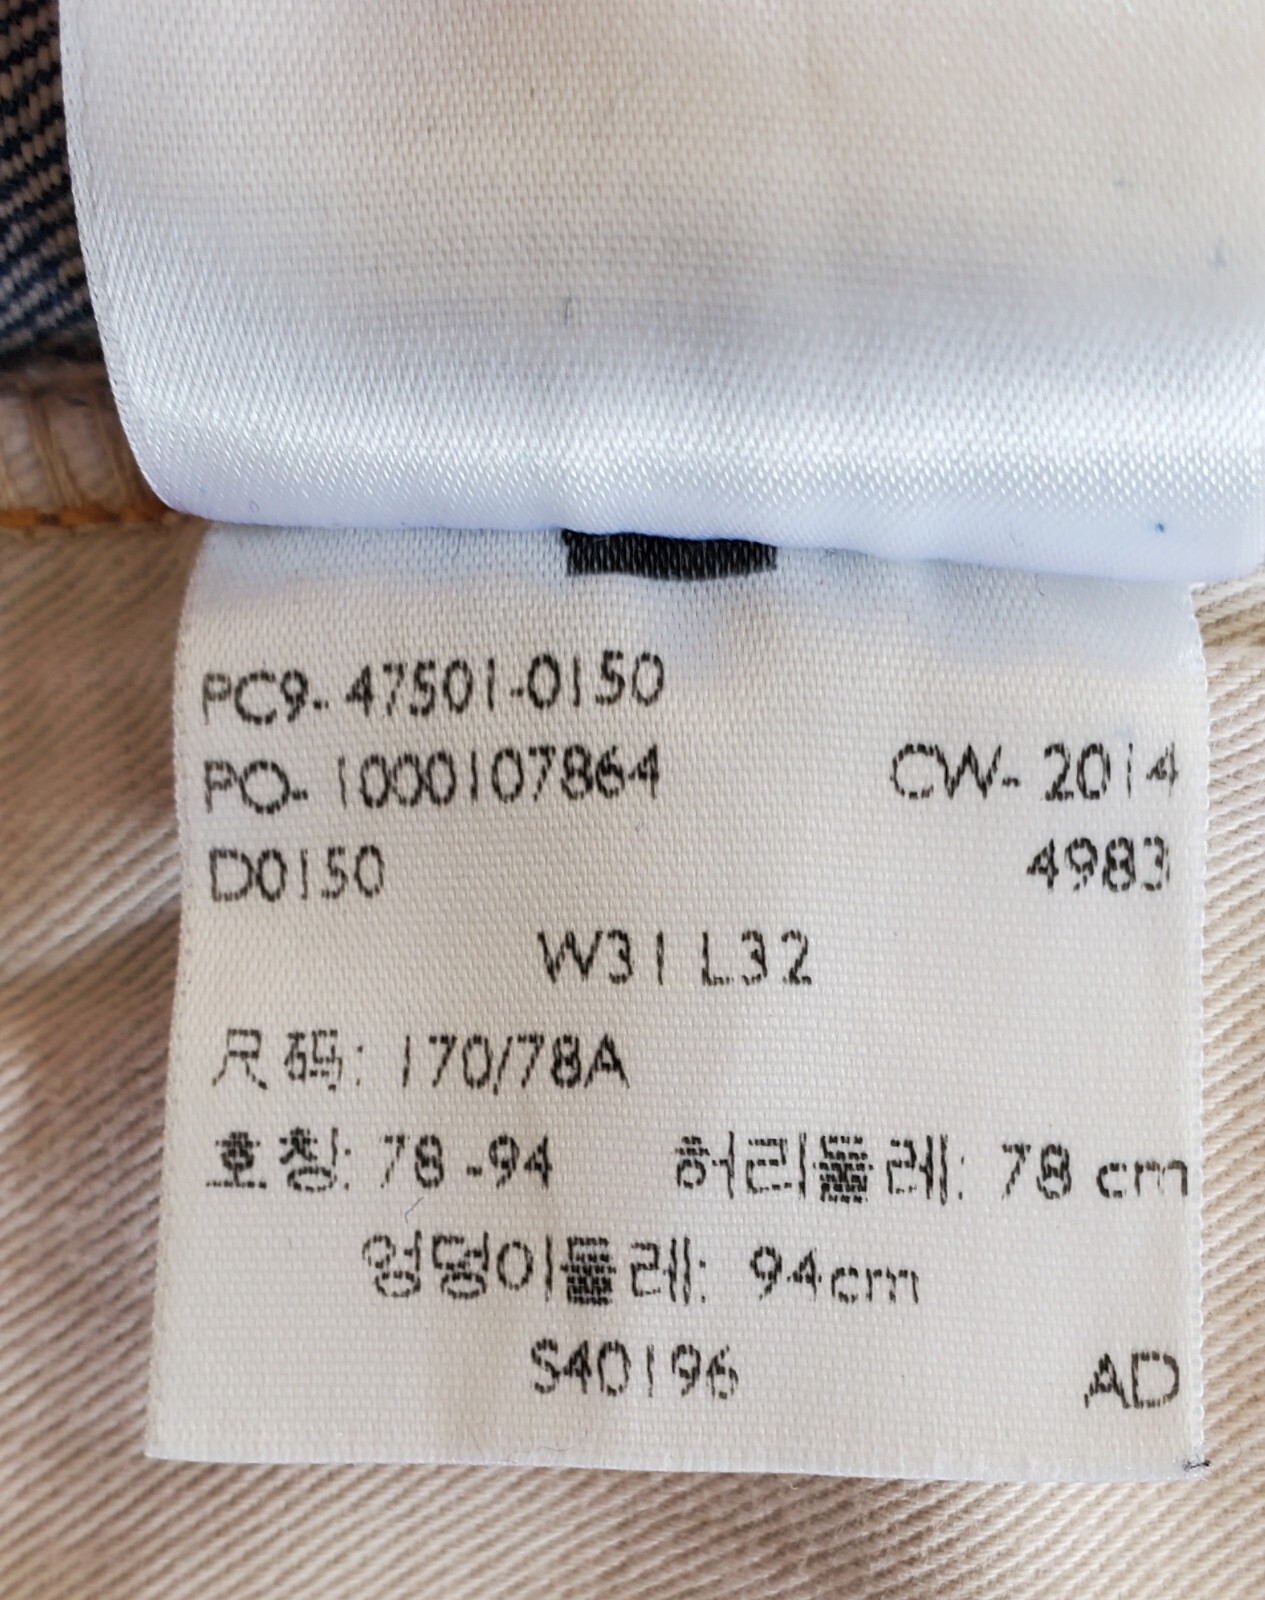 PC9- 47501-0150
PO- 1000107864 CW- 2014
D0150 4983
W31 L32
尺码: 170/78A
호칭: 78 -94 허리둘레: 78 cm
엉덩이둘레: 94cm
S40196 AD